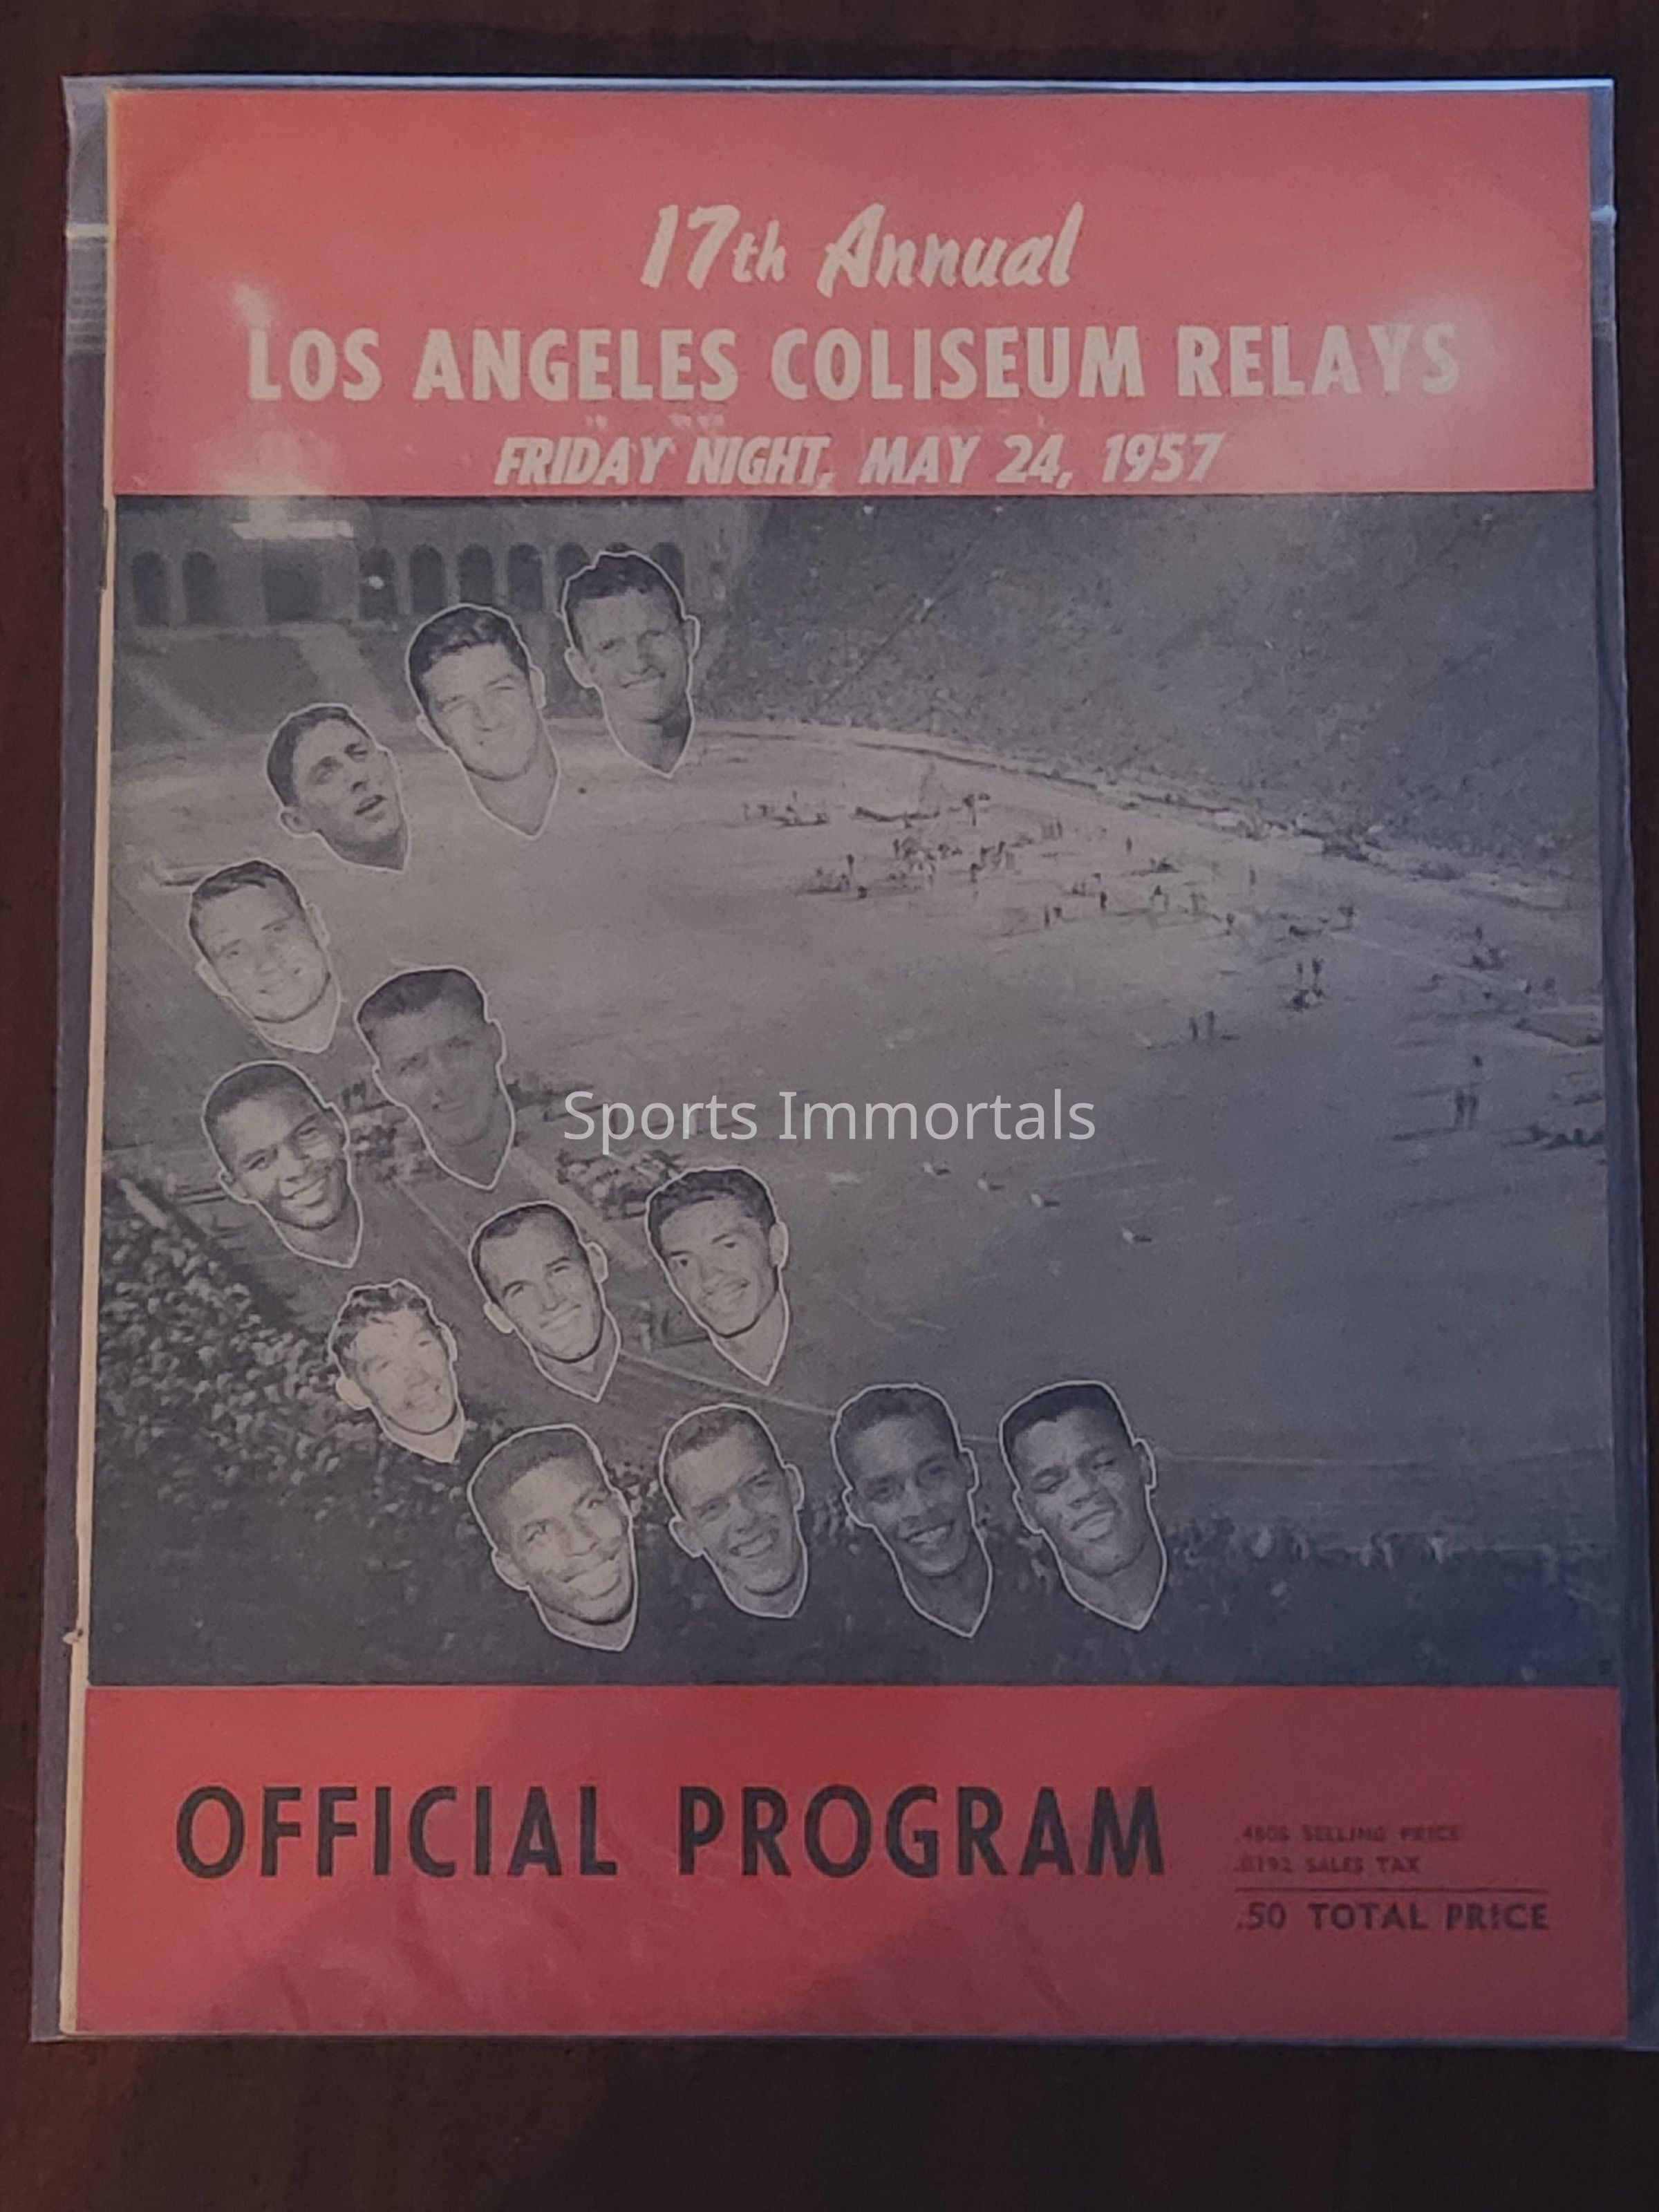 17th Annual
LOS ANGELES COLISEUM RELAYS
FRIDAY NIGHT, MAY 24, 1957
Sports Immortals
OFFICIAL PROGRAM
.4808 SELLING PRICE
.0192 SALES TAX
.50 TOTAL PRICE